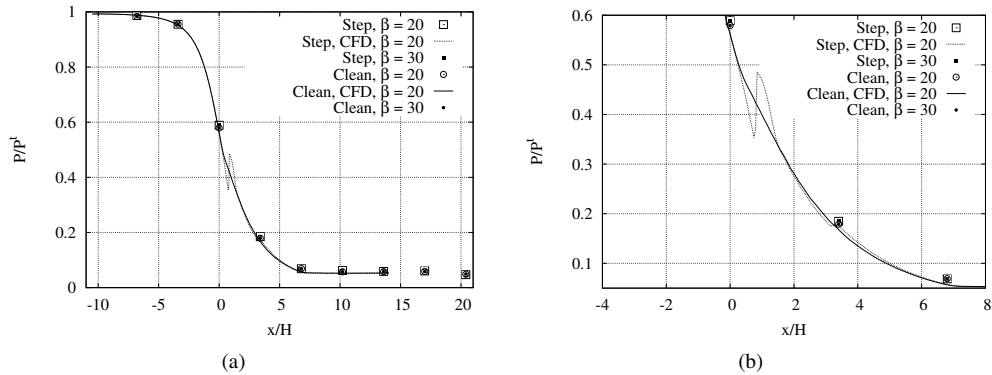 1
0.8
0.6
0.4
0.2
0
P/P^t
-10
-5
0
5
10
15
20
x/H
Step, β = 20
Step, CFD, β = 20
Step, β = 30
Clean, β = 20
Clean, CFD, β = 20
Clean, β = 30
(a)
0.6
0.5
0.4
0.3
0.2
0.1
P/P^t
-4
-2
0
2
4
6
8
x/H
Step, β = 20
Step, CFD, β = 20
Step, β = 30
Clean, β = 20
Clean, CFD, β = 20
Clean, β = 30
(b)